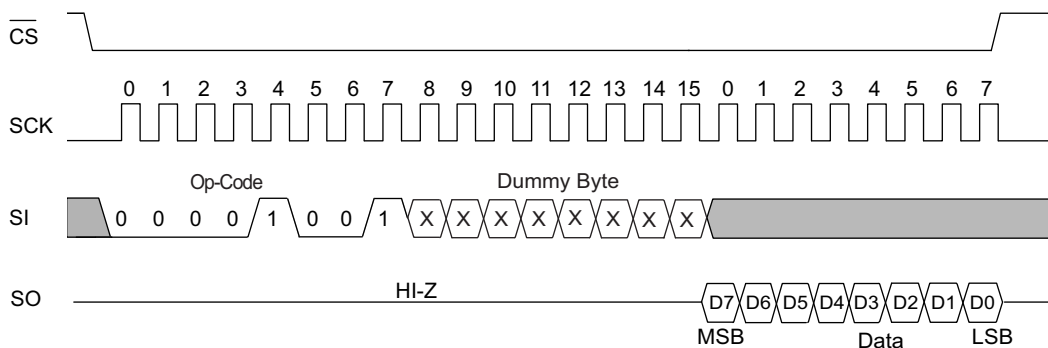 CS
0 1 2 3 4 5 6 7 8 9 10 11 12 13 14 15 0 1 2 3 4 5 6 7
SCK
Op-Code Dummy Byte
SI 0 0 0 0 1 0 0 1 X X X X X X X X
HI-Z
SO D7 D6 D5 D4 D3 D2 D1 D0
MSB Data LSB